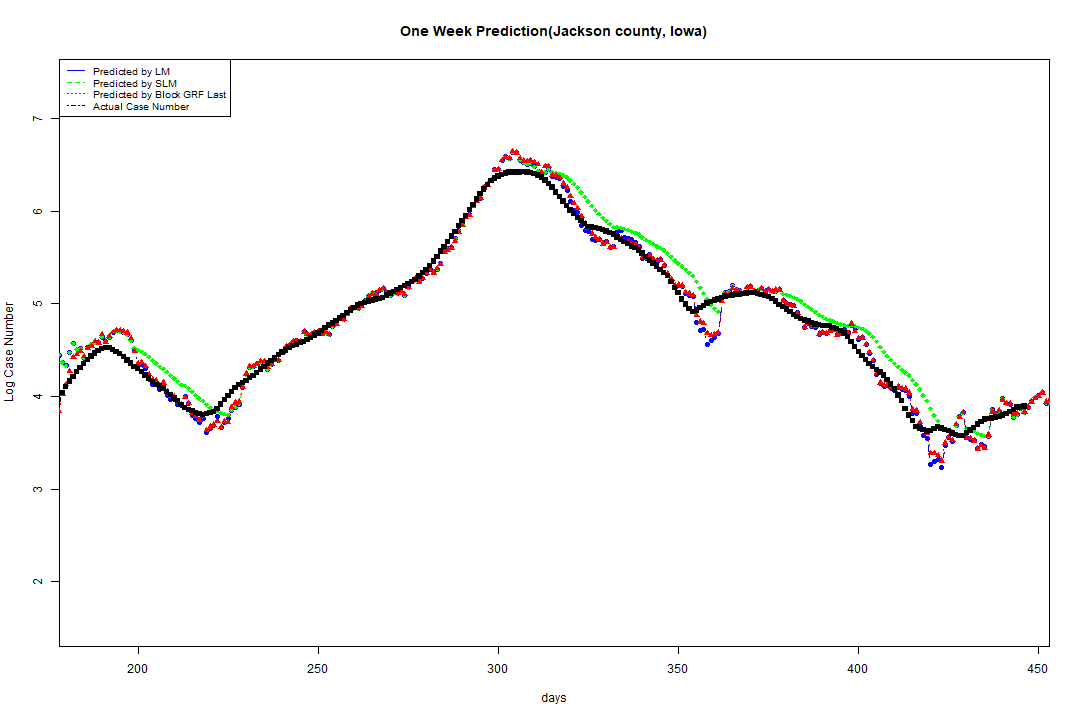 One Week Prediction(Jackson county, Iowa)
Predicted by LM
Predicted by SLM
Predicted by Block GRF Last
Actual Case Number
7
6
5
4
3
2
Log Case Number
200 250 300 350 400 450
days